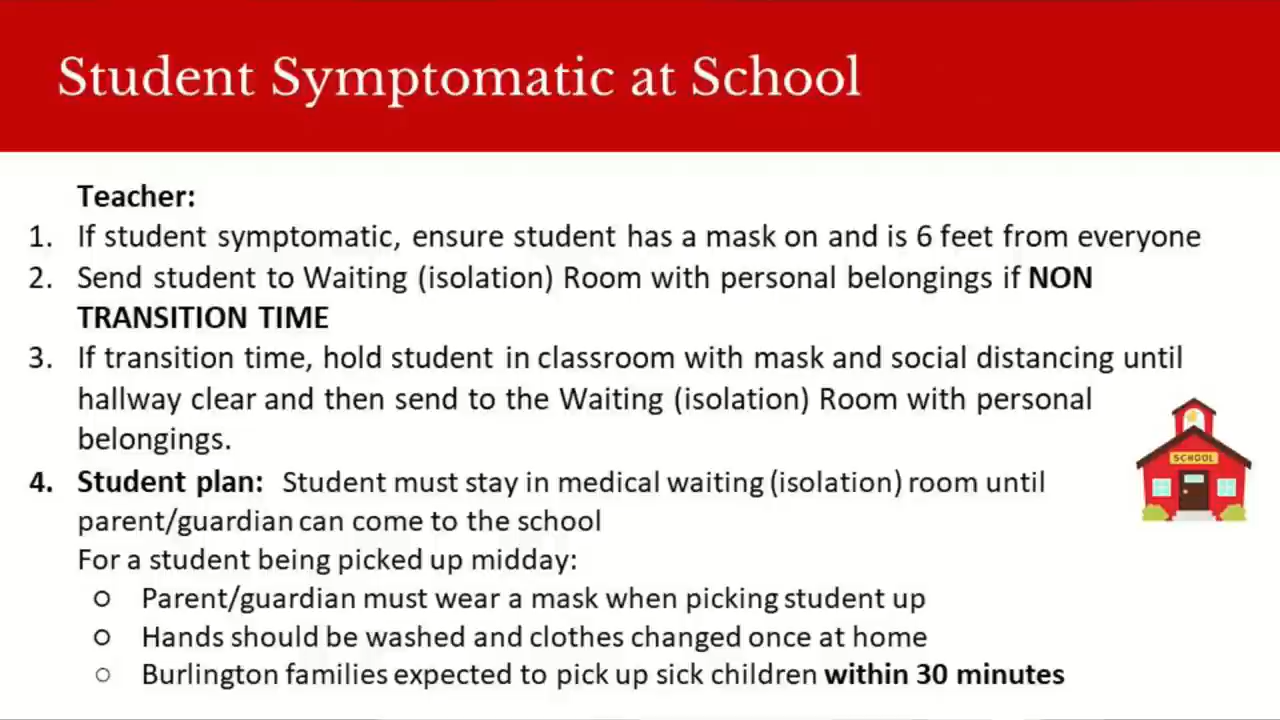 Student Symptomatic at School
Teacher:
1. If student symptomatic, ensure student has a mask on and is 6 feet from everyone
2. Send student to Waiting (isolation) Room with personal belongings if NON
TRANSITION TIME
3. If transition time, hold student in classroom with mask and social distancing until
hallway clear and then send to the Waiting (isolation) Room with personal
belongings.
SCHOOL
4. Student plan: Student must stay in medical waiting (isolation) room until
parent/guardian can come to the school
For a student being picked up midday:
○ Parent/guardian must wear a mask when picking student up
○ Hands should be washed and clothes changed once at home
○ Burlington families expected to pick up sick children within 30 minutes